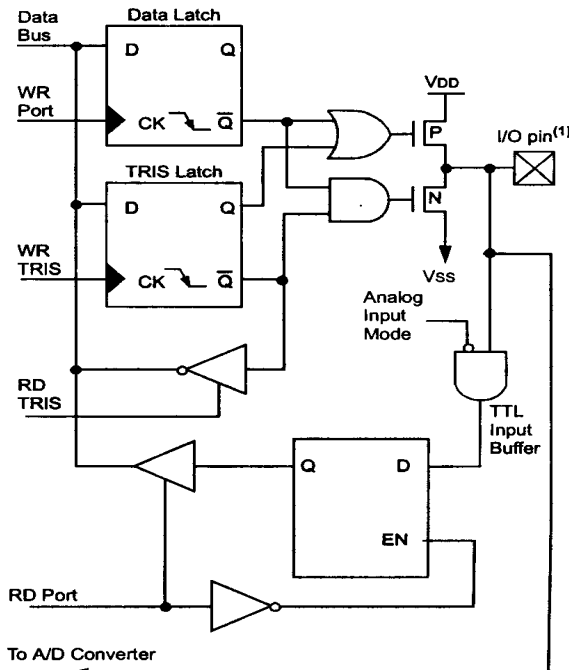 Data Latch
Data
Bus
D
Q
WR
Port
CK
Q
VDD
P
I/O pin(1)
TRIS Latch
D
Q
N
WR
TRIS
CK
Q
VSS
Analog
Input
Mode
RD
TRIS
TTL
Input
Buffer
Q
D
EN
RD Port
To A/D Converter